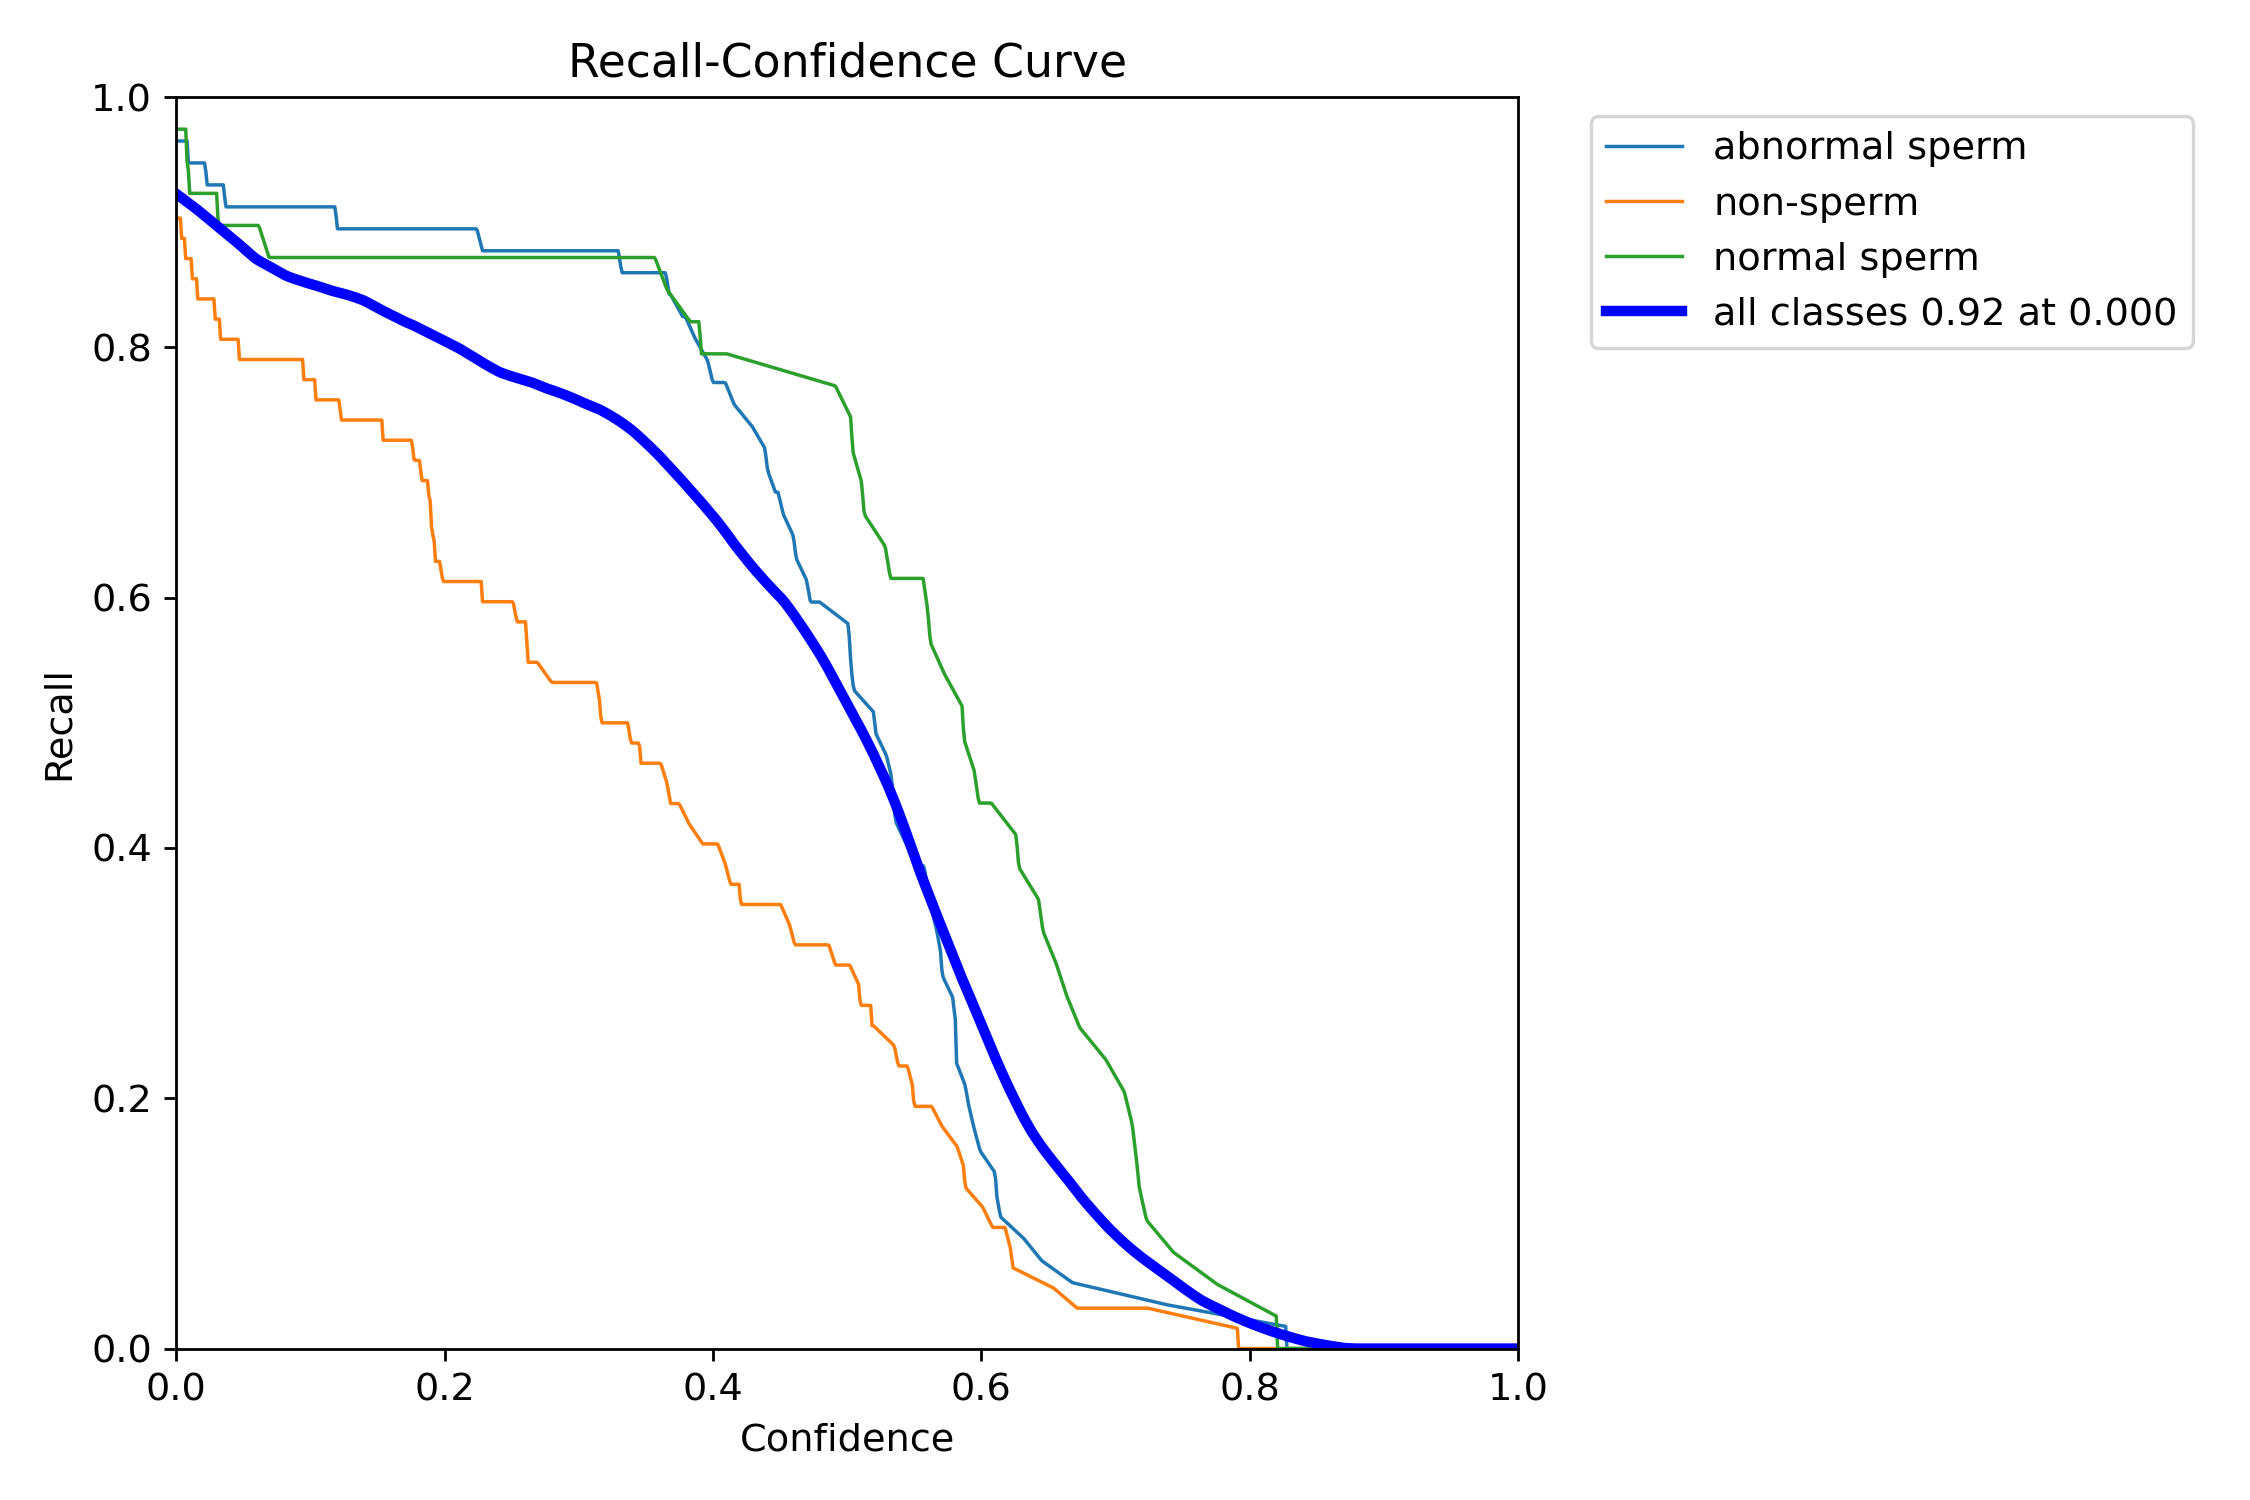 Recall-Confidence Curve
1.0
0.8
0.6
0.4
0.2
0.0
Recall
0.0 0.2 0.4 0.6 0.8 1.0
Confidence
abnormal sperm
non-sperm
normal sperm
all classes 0.92 at 0.000